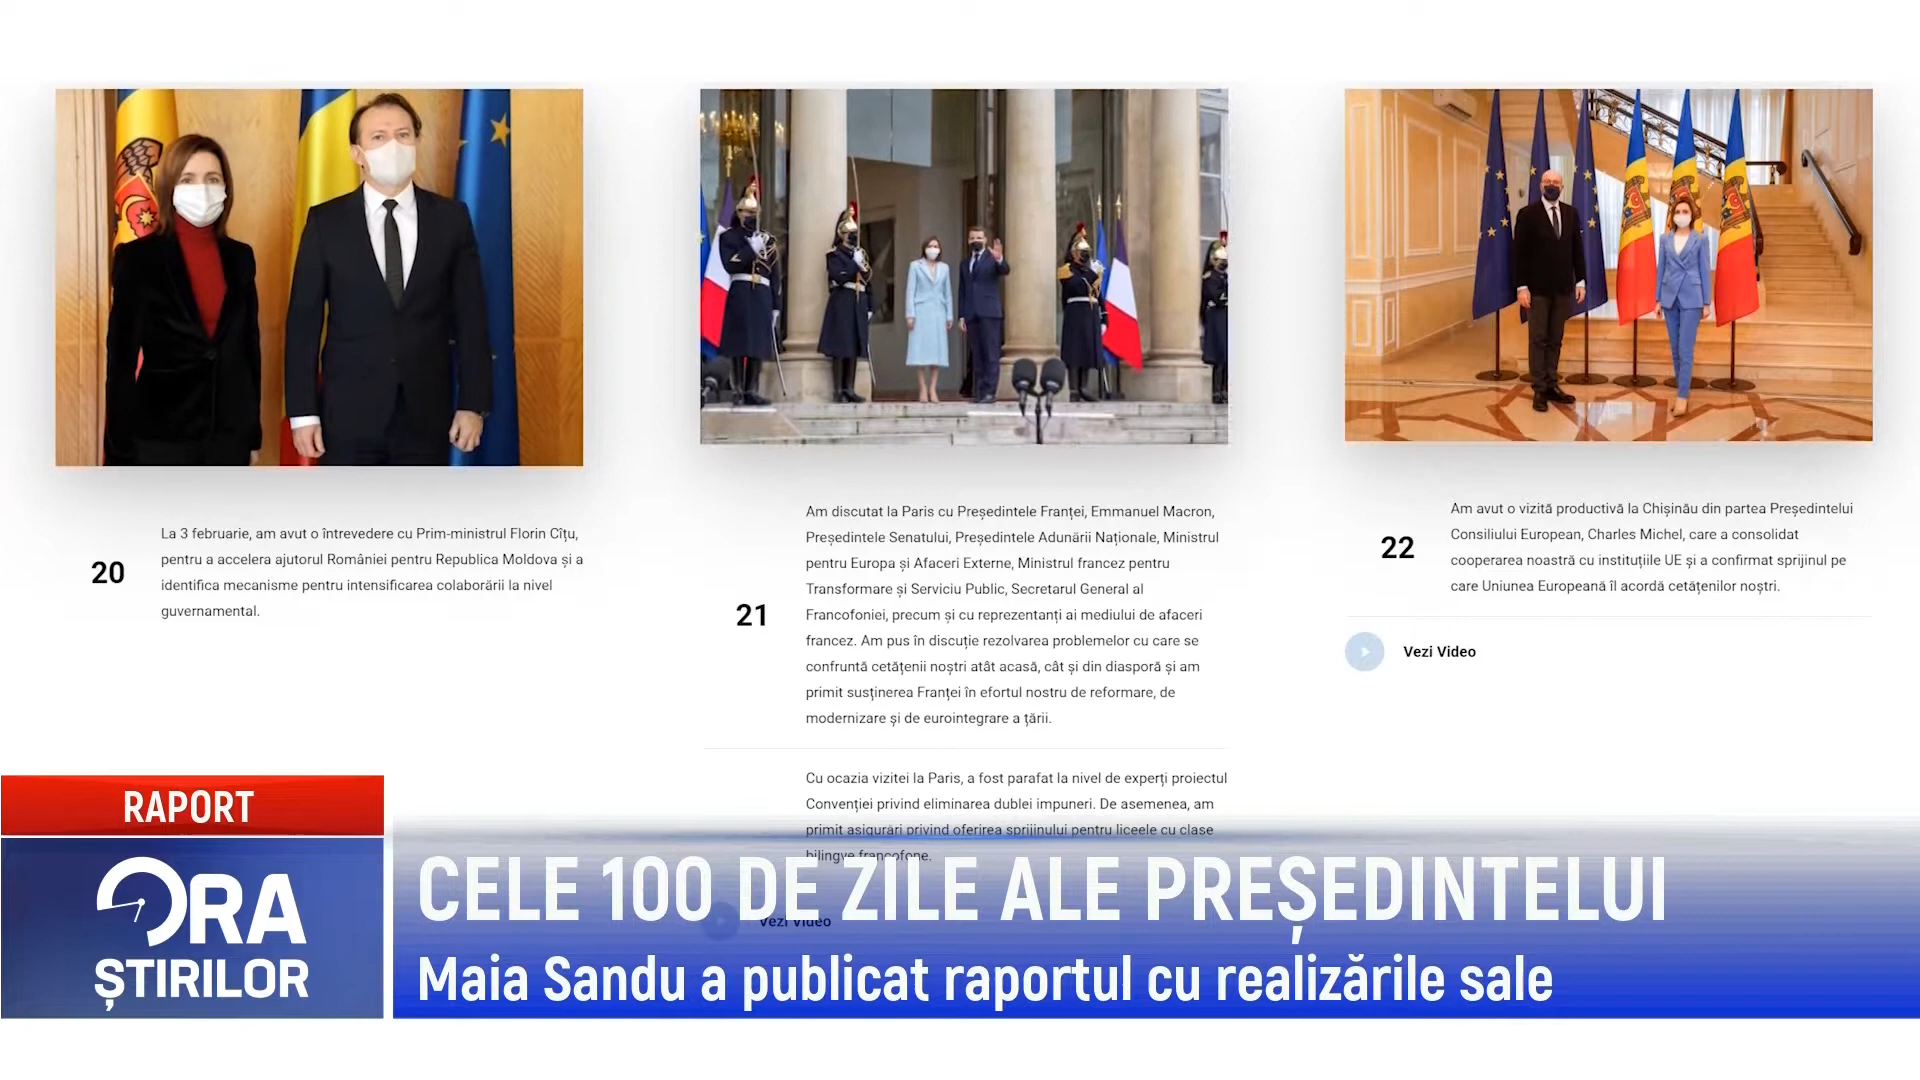 20
La 3 februarie, am avut o întrevedere cu Prim-ministrul Florin Cîțu,
pentru a accelera ajutorul României pentru Republica Moldova și a
identifica mecanisme pentru intensificarea colaborării la nivel
guvernamental.
21
Am discutat la Paris cu Președintele Franței, Emmanuel Macron,
Președintele Senatului, Președintele Adunării Naționale, Ministrul
pentru Europa și Afaceri Externe, Ministrul francez pentru
Transformare și Serviciu Public, Secretarul General al
Francofoniei, precum și cu reprezentanți ai mediului de afaceri
francez. Am pus în discuție rezolvarea problemelor cu care se
confruntă cetățenii noștri atât acasă, cât și din diasporă și am
primit susținerea Franței în efortul nostru de reformare, de
modernizare și de eurointegrare a țării.
Cu ocazia vizitei la Paris, a fost parafat la nivel de experți proiectul
Convenției privind eliminarea dublei impuneri. De asemenea, am
primit asigurări privind oferirea sprijinului pentru liceele cu clase
bilingve francofone.
Vezi Video
22
Am avut o vizită productivă la Chișinău din partea Președintelui
Consiliului European, Charles Michel, care a consolidat
cooperarea noastră cu instituțiile UE și a confirmat sprijinul pe
care Uniunea Europeană îl acordă cetățenilor noștri.
Vezi Video
RAPORT
ORA
ȘTIRILOR
CELE 100 DE ZILE ALE PREȘEDINTELUI
Maia Sandu a publicat raportul cu realizările sale